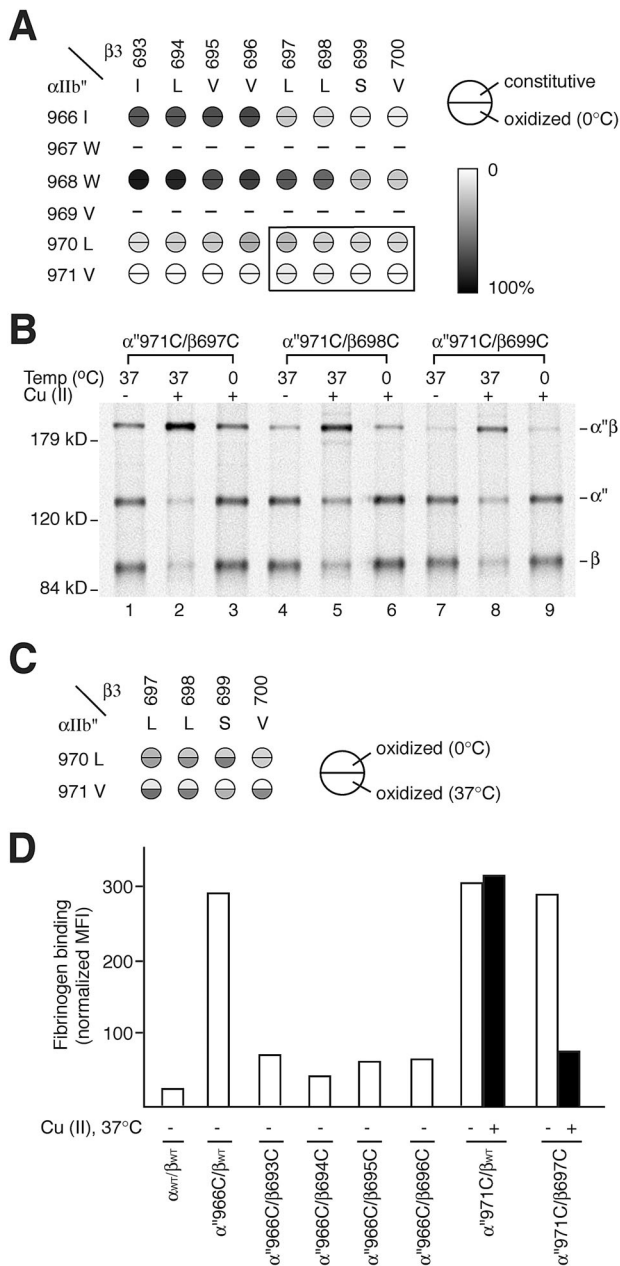 A
β3 693 694 695 696 697 698 699 700
αIIb" I L V V L L S V
966 I
967 W – – – – – – – –
968 W
969 V – – – – – – – –
970 L
971 V
constitutive
oxidized (0°C)
0
100%
B
α"971C/β697C α"971C/β698C α"971C/β699C
Temp (°C) 37 37 0 37 37 0 37 37 0
Cu (II) - + + - + + - + +
179 kD – – α"β
120 kD – – α"
84 kD – – β
1 2 3 4 5 6 7 8 9
C
β3 697 698 699 700
αIIb" L L S V
970 L
971 V
oxidized (0°C)
oxidized (37°C)
D
Fibrinogen binding
(normalized MFI)
300
200
100
Cu (II), 37°C - - - - - - - + - +
αWT/βWT
α"966C/βWT
α"966C/β693C
α"966C/β694C
α"966C/β695C
α"966C/β696C
α"971C/βWT
α"971C/β697C